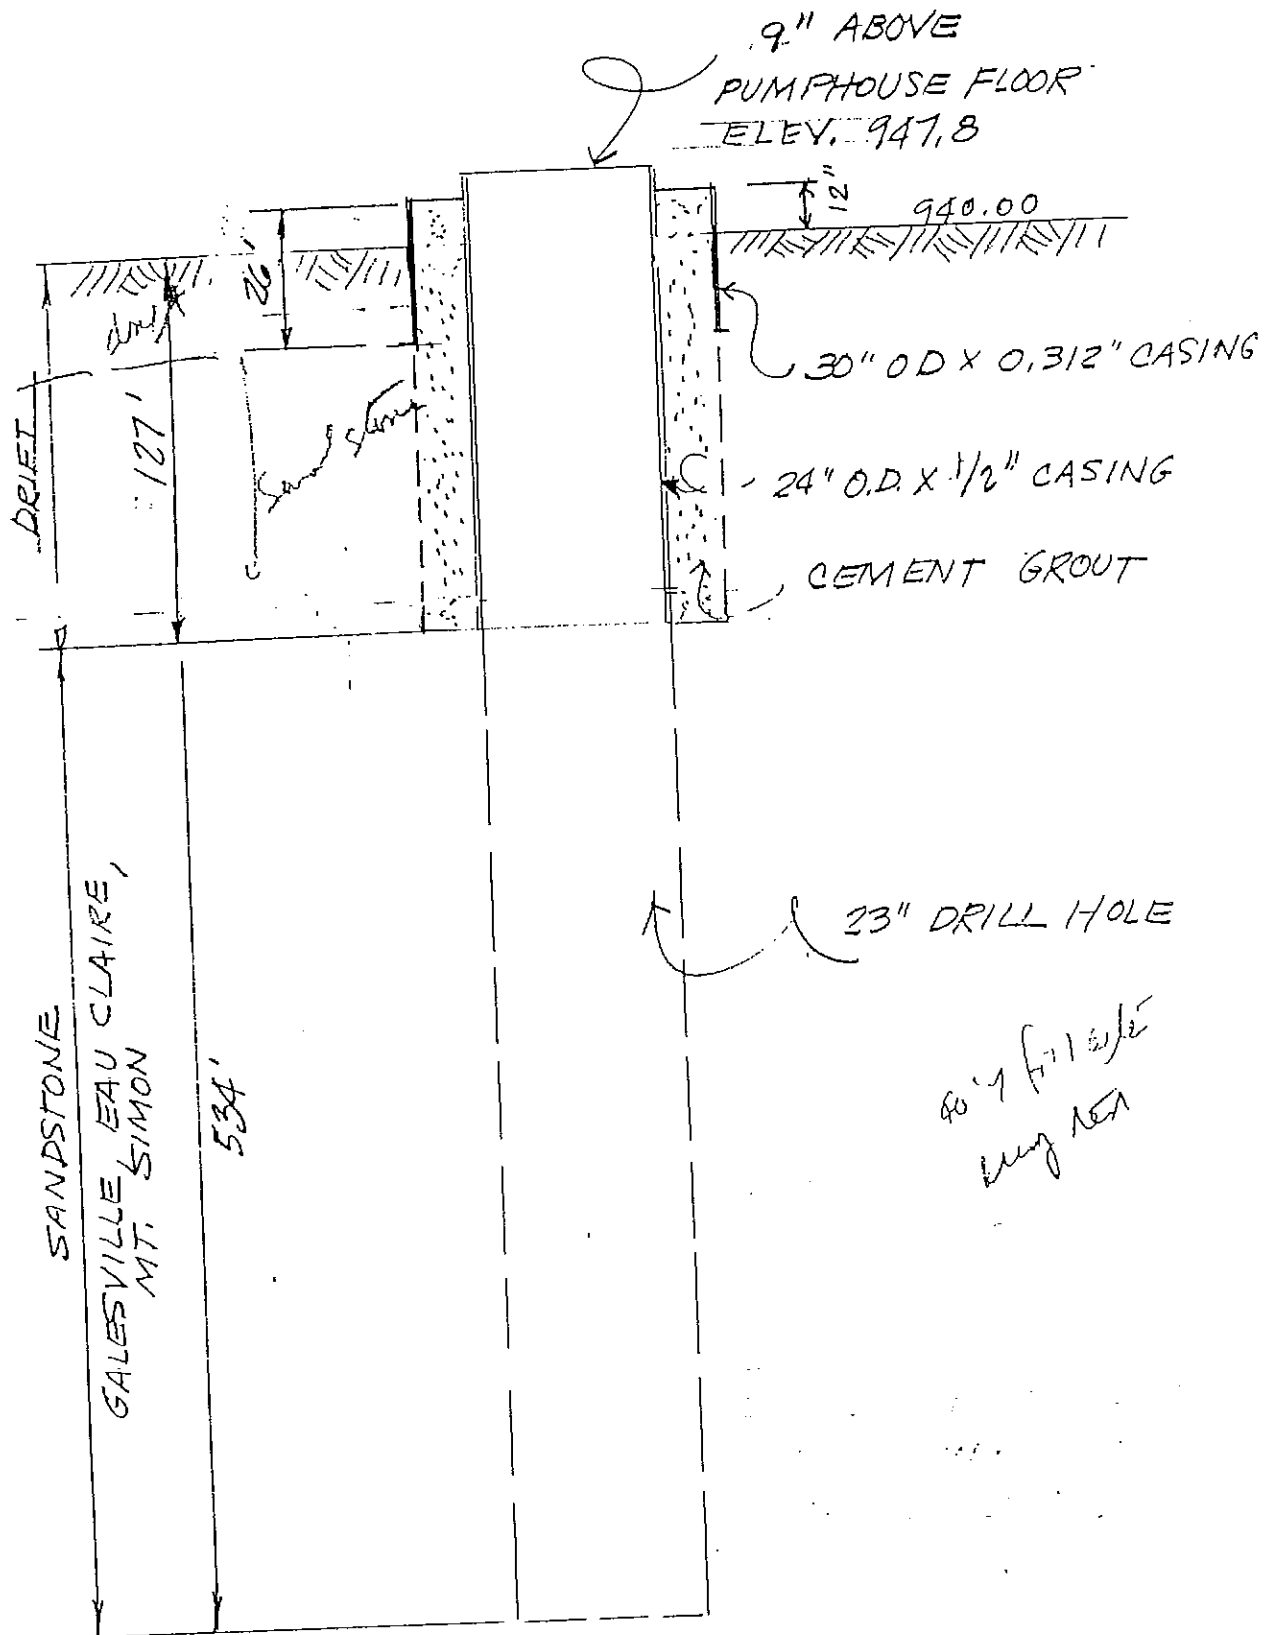 9" ABOVE
PUMPHOUSE FLOOR
ELEV. 947.8
12"
940.00
26'
30" OD X 0.312" CASING
DRIFT
127'
24" O.D. X 1/2" CASING
CEMENT GROUT
23" DRILL HOLE
SANDSTONE
GALESVILLE, EAU CLAIRE,
MT. SIMON
534'